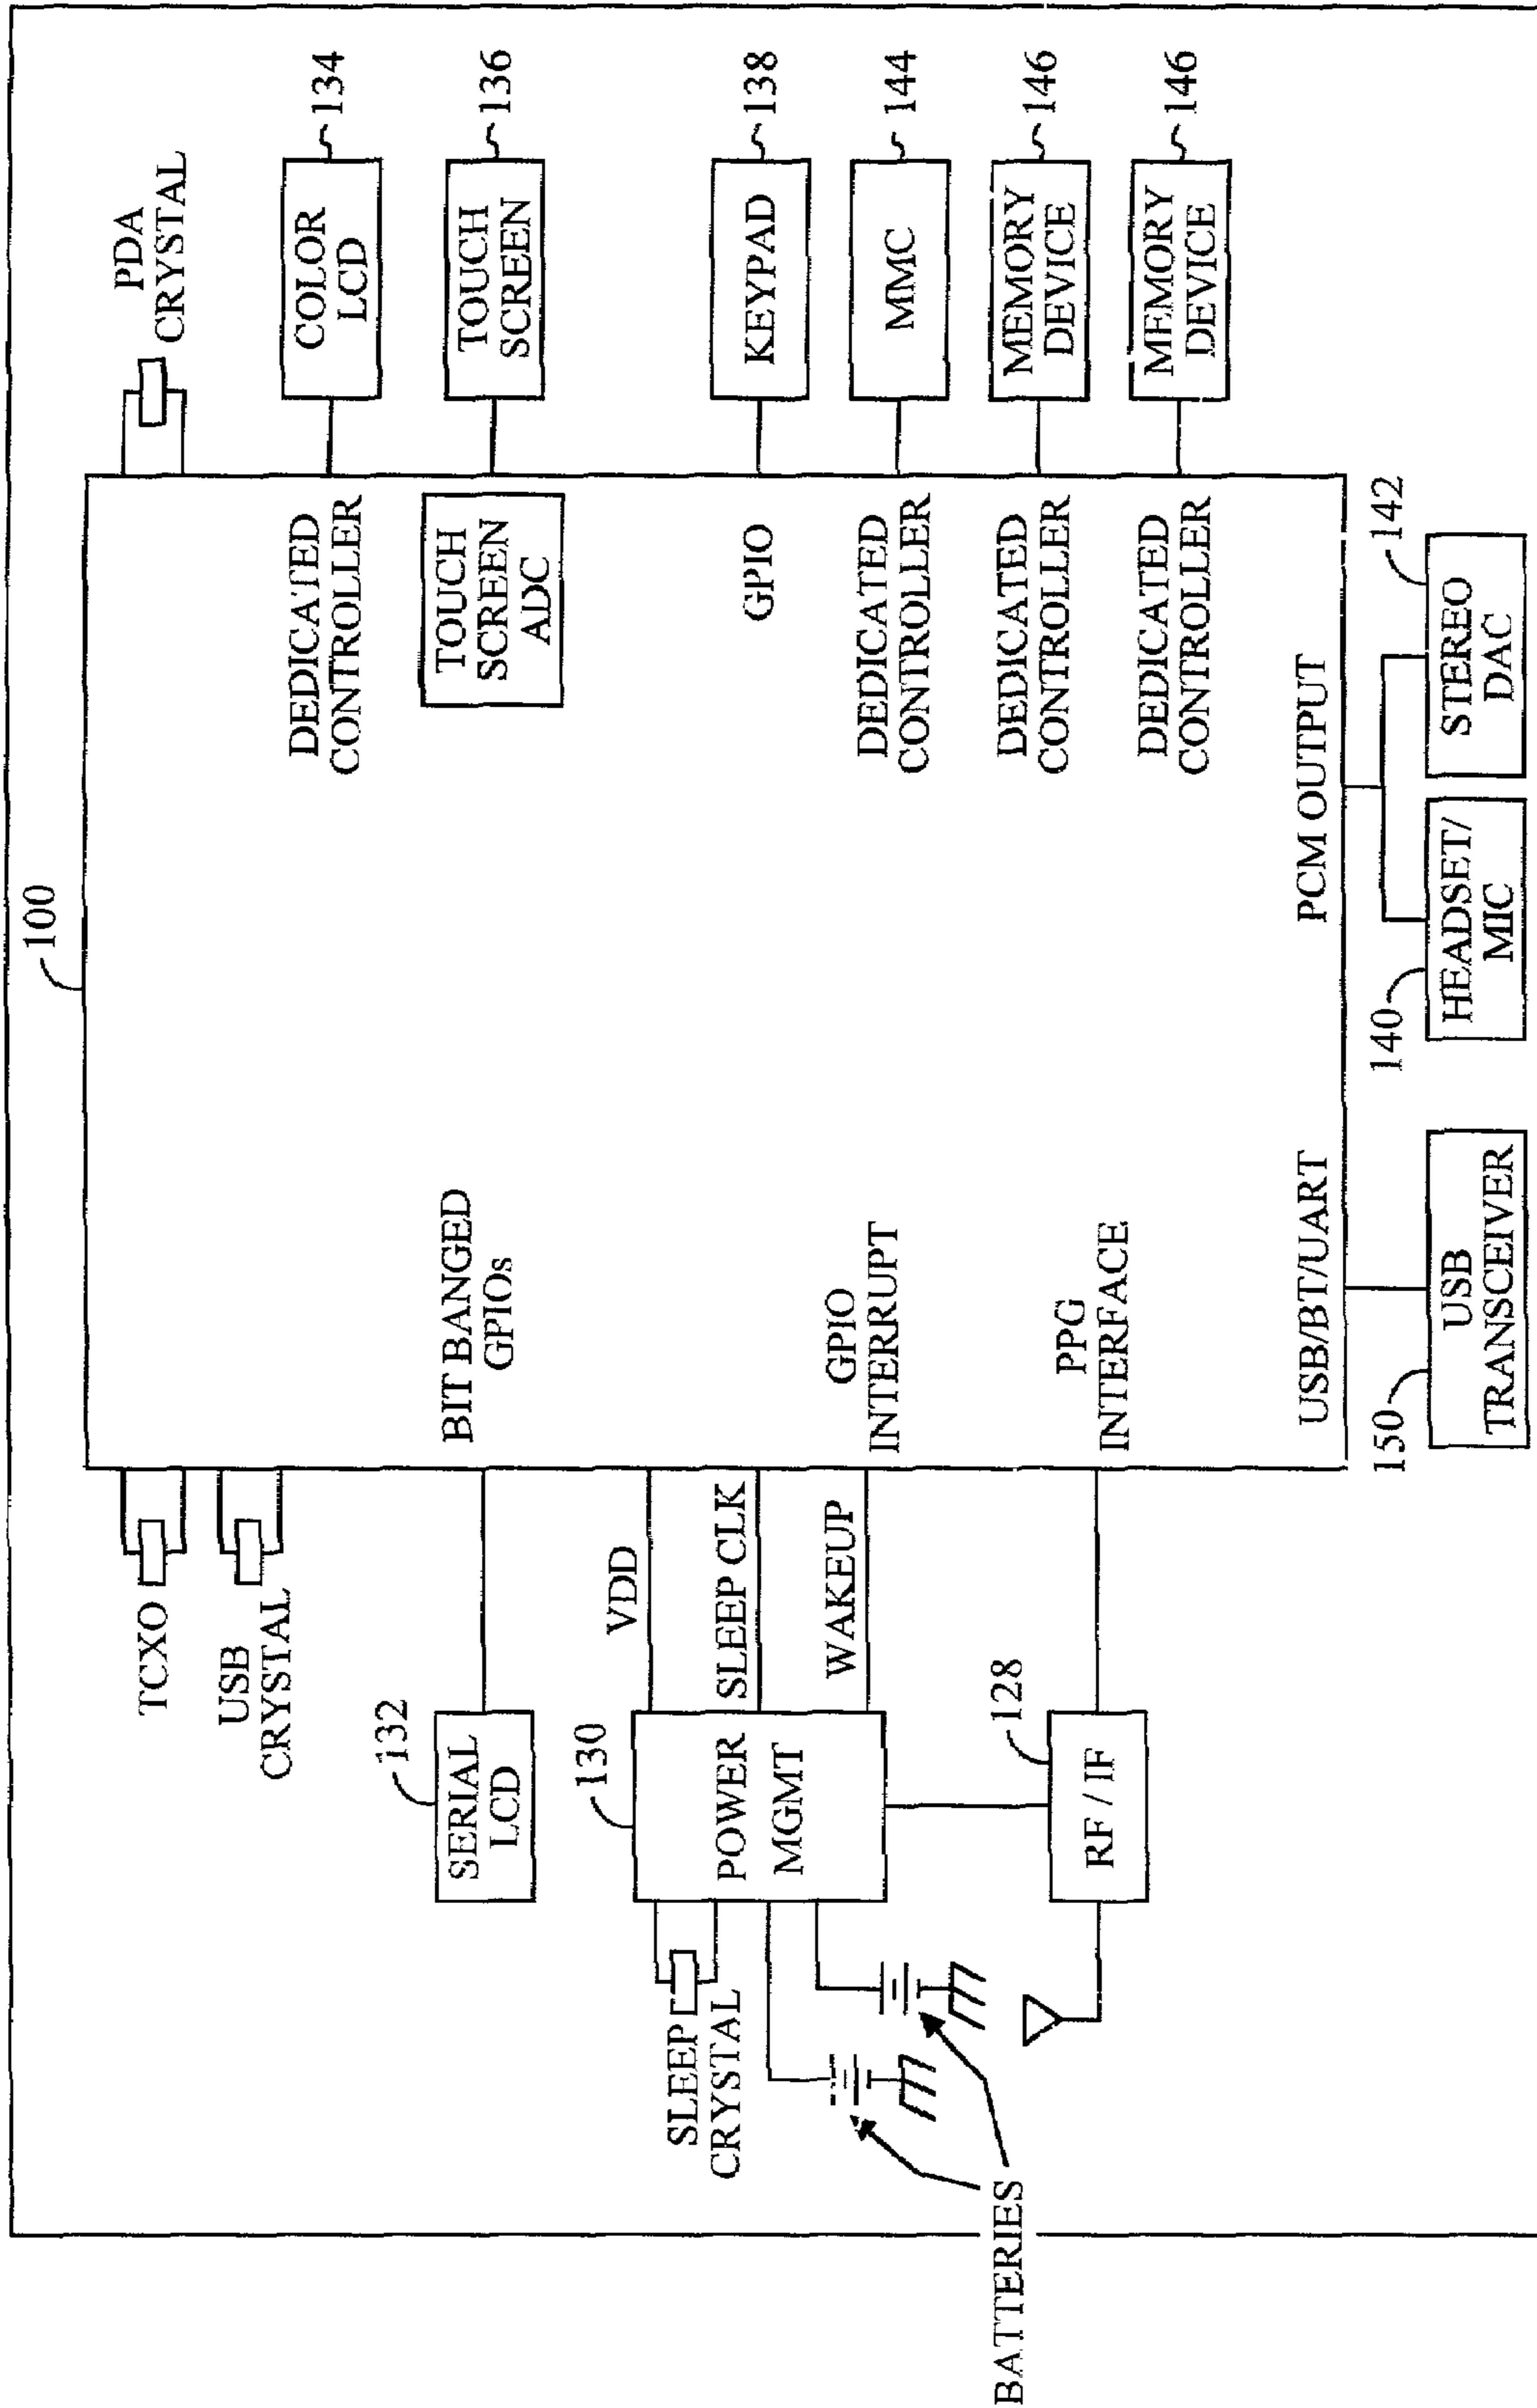 100
TCXO
USB
CRYSTAL
PDA
CRYSTAL
132
SERIAL
LCD
BIT BANGED
GPIOs
DEDICATED
CONTROLLER
COLOR
LCD
134
TOUCH
SCREEN
ADC
TOUCH
SCREEN
136
130
SLEEP
CRYSTAL
POWER
MGMT
VDD
SLEEP CLK
WAKEUP
GPIO
INTERRUPT
GPIO
KEYPAD
138
DEDICATED
CONTROLLER
MMC
144
BATTERIES
128
RF / IF
PPG
INTERFACE
DEDICATED
CONTROLLER
MEMORY
DEVICE
146
DEDICATED
CONTROLLER
MEMORY
DEVICE
146
USB/BT/UART
PCM OUTPUT
150
USB
TRANSCEIVER
140
HEADSET/
MIC
142
STEREO
DAC